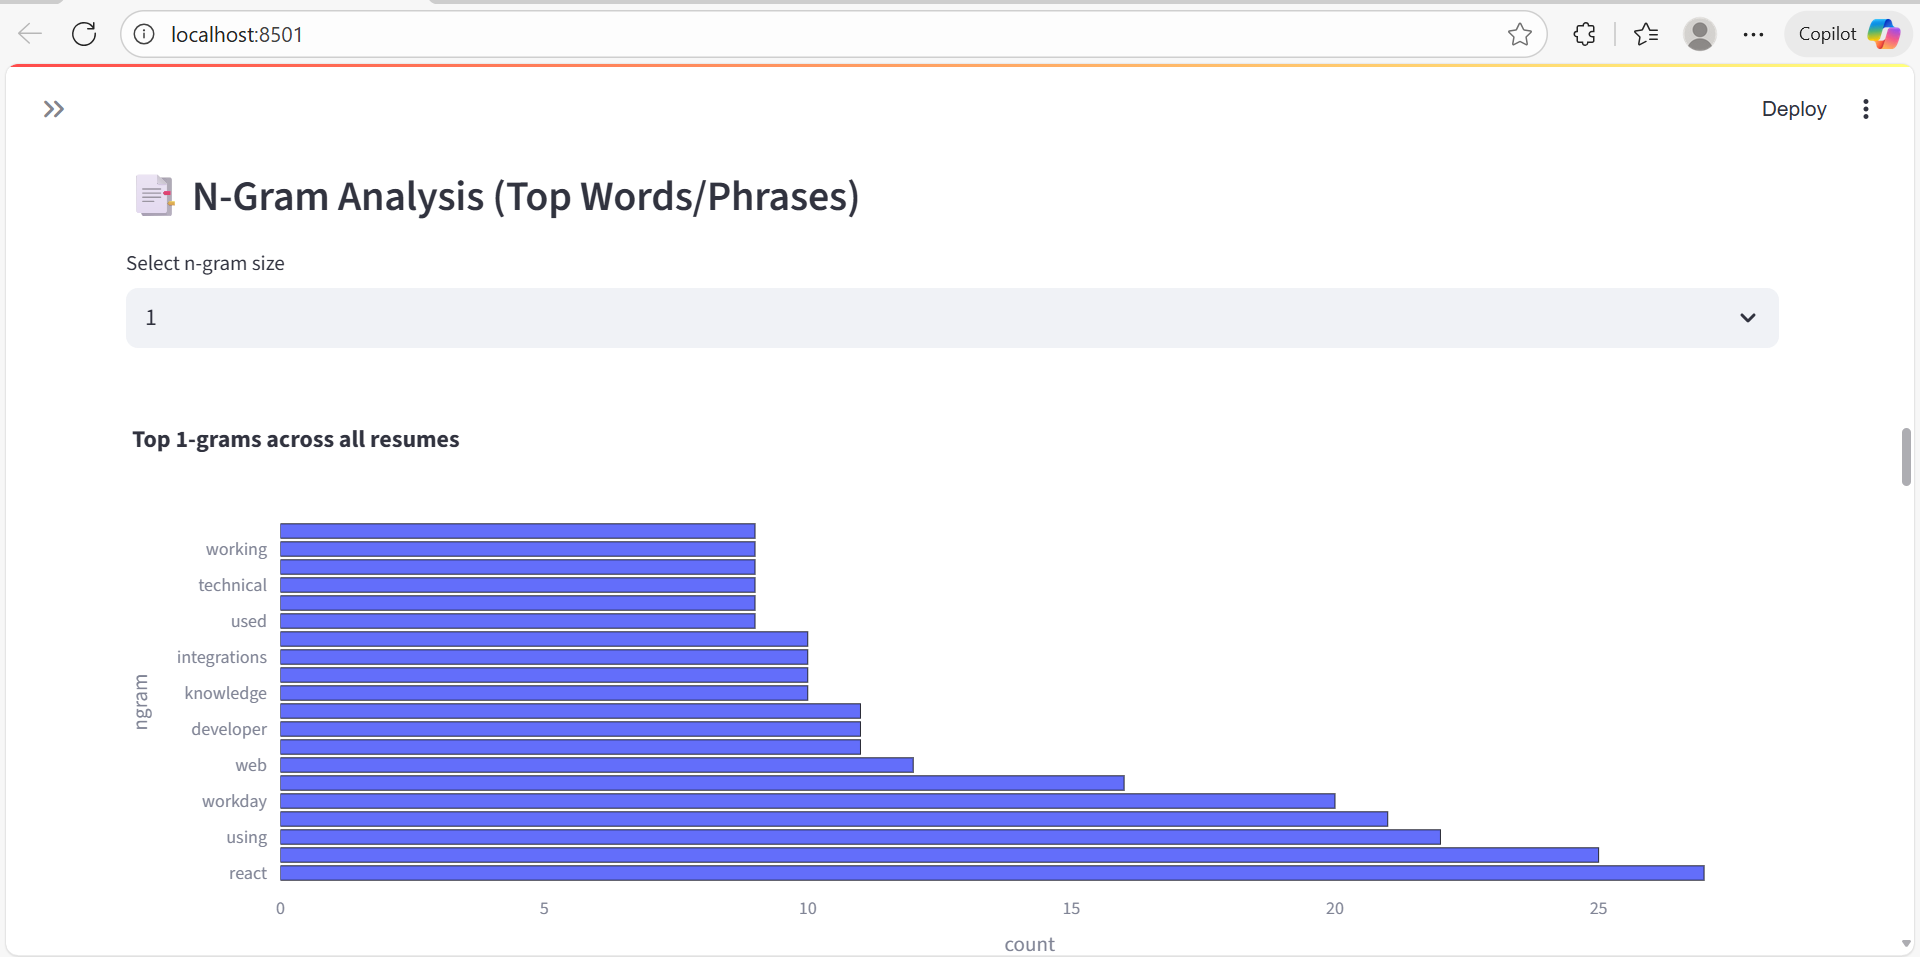 localhost:8501
Copilot
Deploy
N-Gram Analysis (Top Words/Phrases)
Select n-gram size
1
Top 1-grams across all resumes
working
technical
used
integrations
knowledge
developer
web
workday
using
react
ngram
0 5 10 15 20 25
count